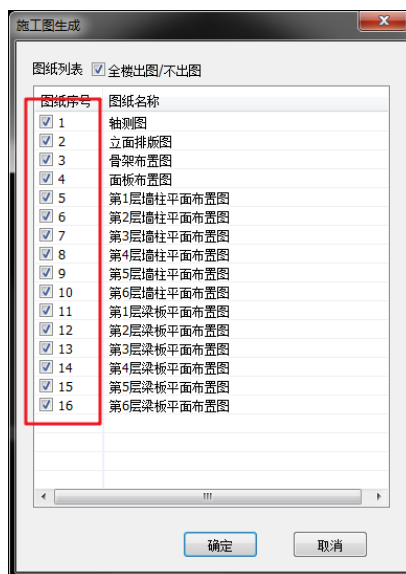 施工图生成
图纸列表 全楼出图/不出图
图纸序号 图纸名称
1 轴测图
2 立面排版图
3 骨架布置图
4 面板布置图
5 第1层墙柱平面布置图
6 第2层墙柱平面布置图
7 第3层墙柱平面布置图
8 第4层墙柱平面布置图
9 第5层墙柱平面布置图
10 第6层墙柱平面布置图
11 第1层梁板平面布置图
12 第2层梁板平面布置图
13 第3层梁板平面布置图
14 第4层梁板平面布置图
15 第5层梁板平面布置图
16 第6层梁板平面布置图
确定 取消